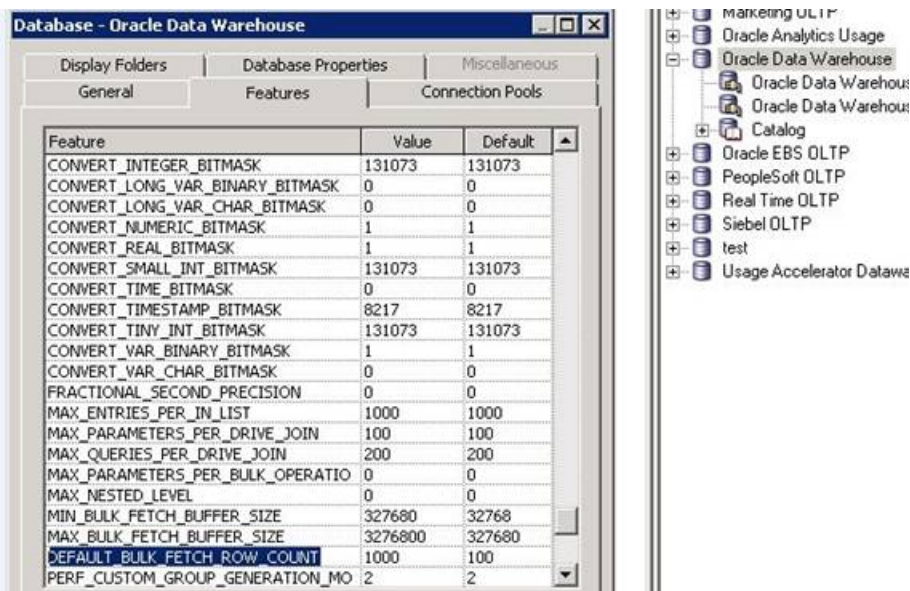 Database - Oracle Data Warehouse
Display Folders Database Properties Miscellaneous
General Features Connection Pools
Feature Value Default
CONVERT_INTEGER_BITMASK 131073 131073
CONVERT_LONG_VAR_BINARY_BITMASK 0 0
CONVERT_LONG_VAR_CHAR_BITMASK 0 0
CONVERT_NUMERIC_BITMASK 1 1
CONVERT_REAL_BITMASK 1 1
CONVERT_SMALL_INT_BITMASK 131073 131073
CONVERT_TIME_BITMASK 0 0
CONVERT_TIMESTAMP_BITMASK 8217 8217
CONVERT_TINY_INT_BITMASK 131073 131073
CONVERT_VAR_BINARY_BITMASK 1 1
CONVERT_VAR_CHAR_BITMASK 0 0
FRACTIONAL_SECOND_PRECISION 0 0
MAX_ENTRIES_PER_IN_LIST 1000 1000
MAX_PARAMETERS_PER_DRIVE_JOIN 100 100
MAX_QUERIES_PER_DRIVE_JOIN 200 200
MAX_PARAMETERS_PER_BULK_OPERATIO 0 0
MAX_NESTED_LEVEL 0 0
MIN_BULK_FETCH_BUFFER_SIZE 327680 32768
MAX_BULK_FETCH_BUFFER_SIZE 3276800 327680
DEFAULT_BULK_FETCH_ROW_COUNT 1000 100
PERF_CUSTOM_GROUP_GENERATION_MO 2 2
Marketing OLTP
Oracle Analytics Usage
Oracle Data Warehouse
Oracle Data Warehous
Oracle Data Warehous
Catalog
Oracle EBS OLTP
PeopleSoft OLTP
Real Time OLTP
Siebel OLTP
test
Usage Accelerator Datawa